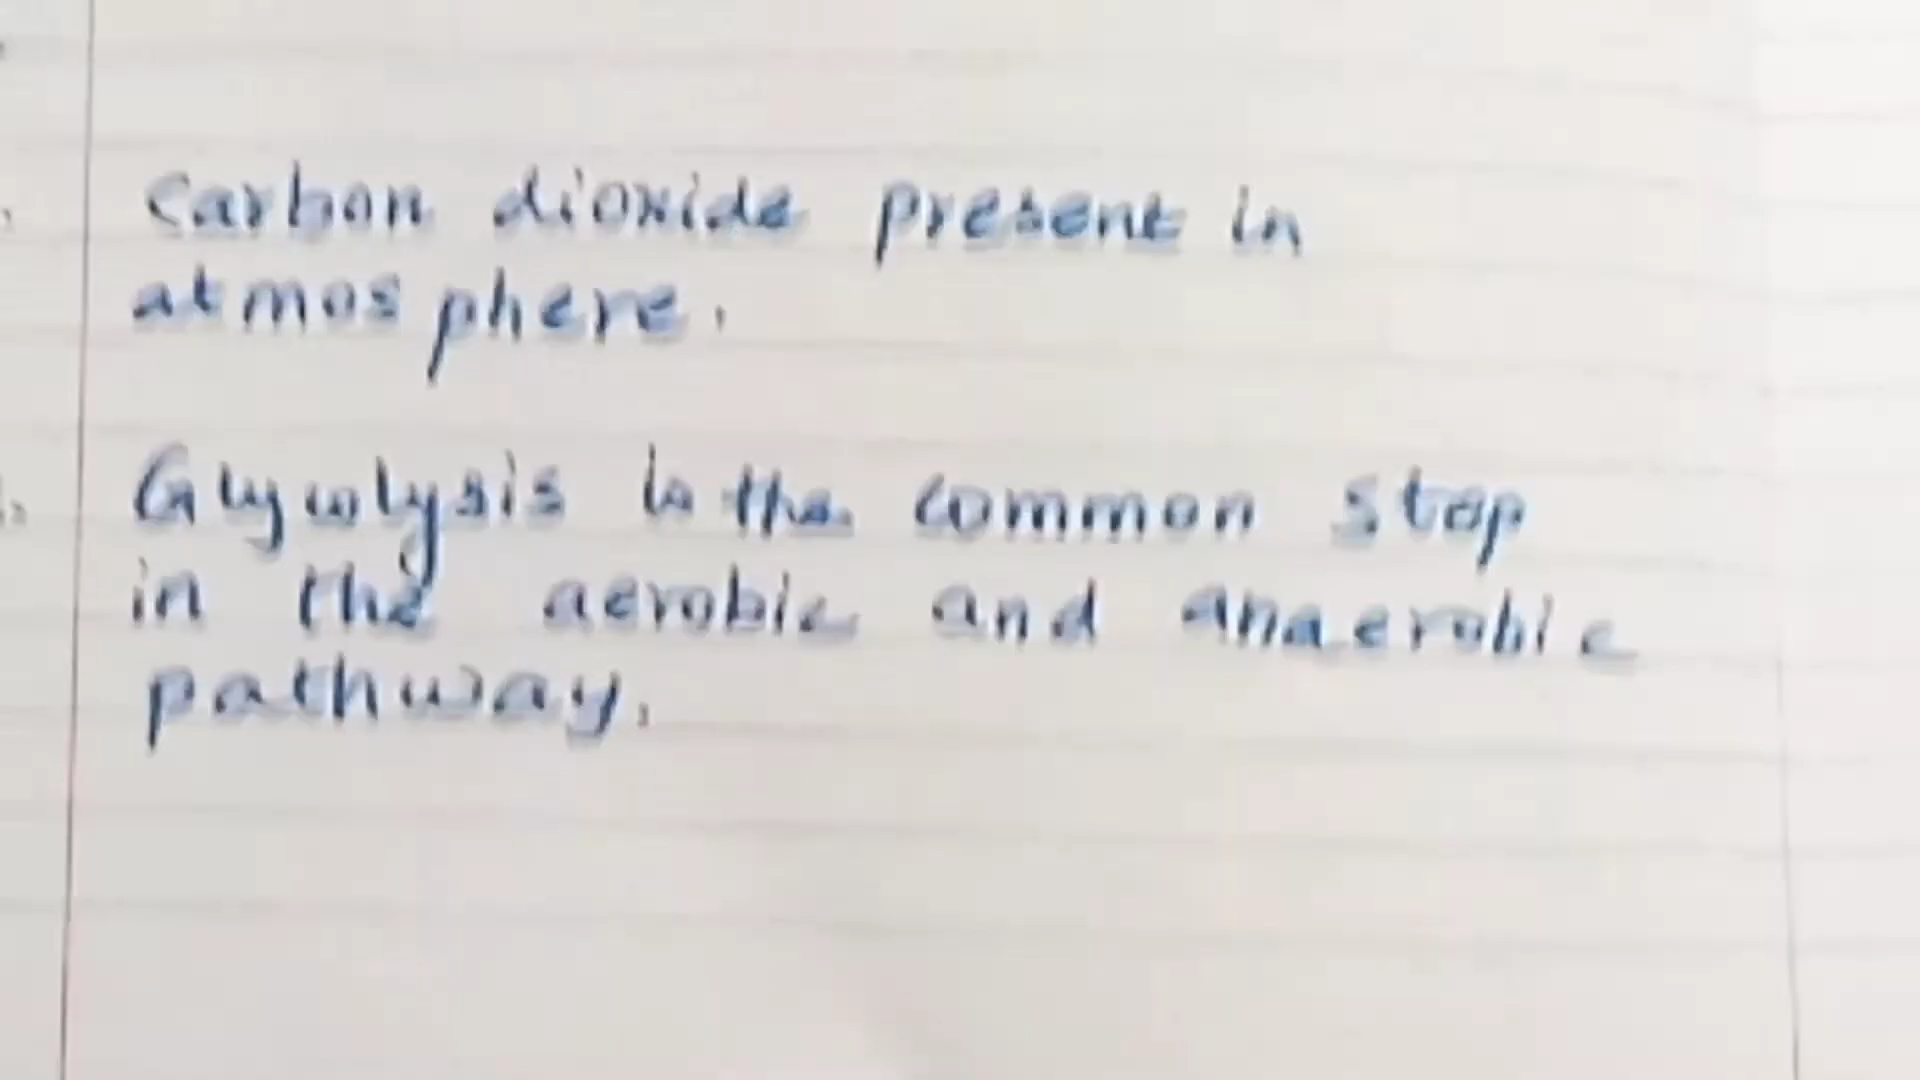 Carbon dioxide present in
atmosphere.
Glycolysis is the common step
in the aerobic and anaerobic
pathway.